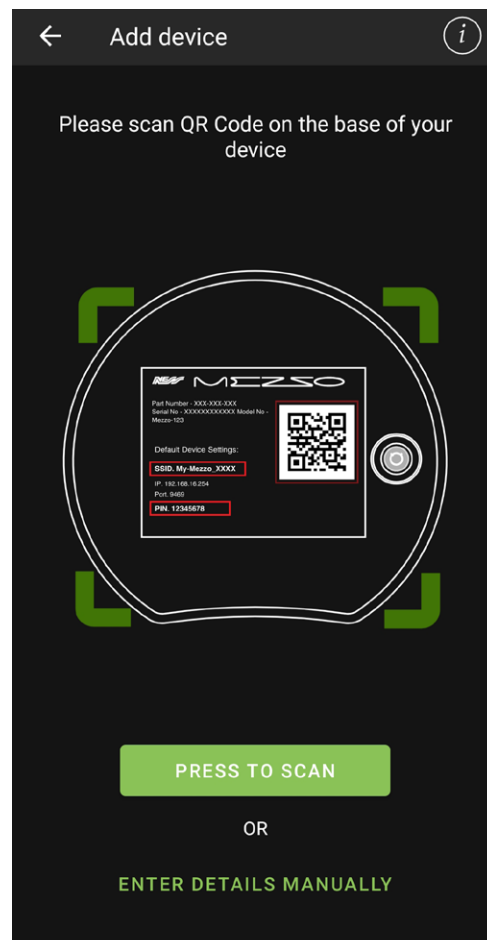 Add device
i
Please scan QR Code on the base of your
device
NESS MEZZO
Part Number - XXX-XXX-XXX
Serial No - XXXXXXXXXXXX Model No -
Mezzo-123
Default Device Settings:
SSID. My-Mezzo_XXXX
IP. 192.168.16.254
Port. 9469
PIN. 12345678
PRESS TO SCAN
OR
ENTER DETAILS MANUALLY